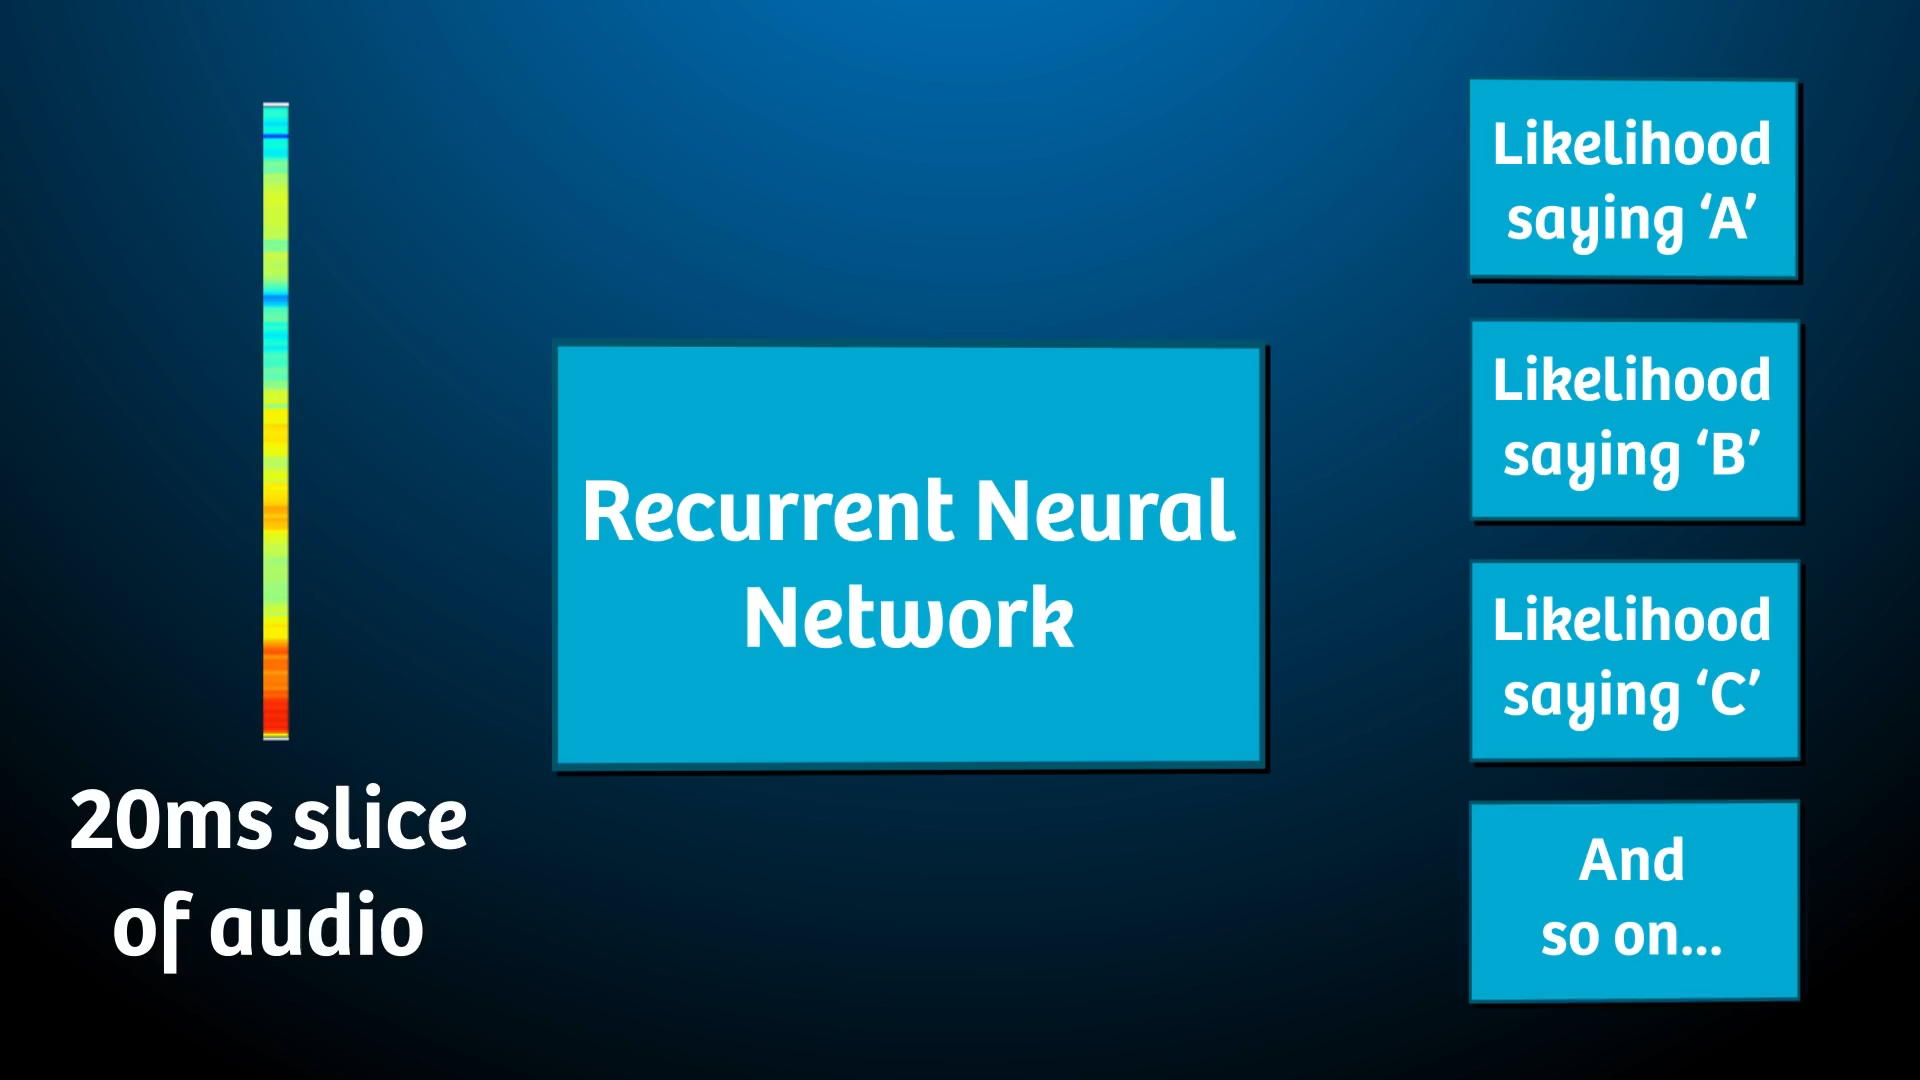 20ms slice
of audio
Recurrent Neural
Network
Likelihood
saying ‘A’
Likelihood
saying ‘B’
Likelihood
saying ‘C’
And
so on...